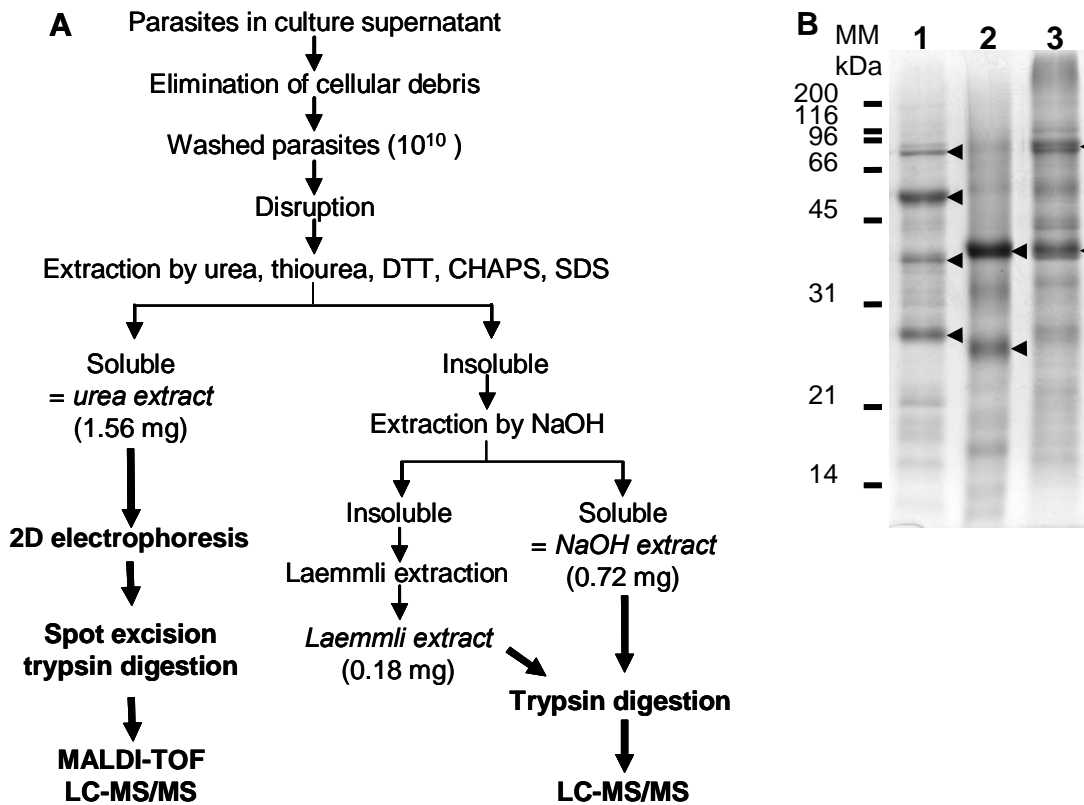 A
Parasites in culture supernatant
Elimination of cellular debris
Washed parasites (10¹⁰ )
Disruption
Extraction by urea, thiourea, DTT, CHAPS, SDS
Soluble
= urea extract
(1.56 mg)
2D electrophoresis
Spot excision
trypsin digestion
MALDI-TOF
LC-MS/MS
Insoluble
Extraction by NaOH
Insoluble
Laemmli extraction
Laemmli extract
(0.18 mg)
Soluble
= NaOH extract
(0.72 mg)
Trypsin digestion
LC-MS/MS
B
MM
kDa
1 2 3
200
116
96
66
45
31
21
14